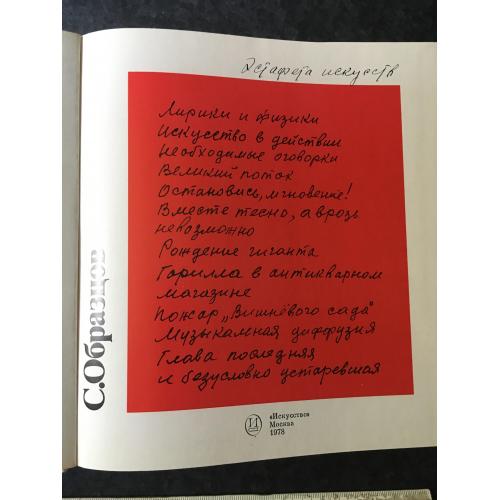 Эстафета искусств
Лирики и физики
Искусство в действии
Необходимые оговорки
Великий поток
Остановись, мгновение!
Вместе тесно, а врозь
невозможно
Рождение гиганта
Горилла в антикварном
магазине
Пожар „Вишнёвого сада"
Музыкальная диффузия
Глава последняя
и безусловно устаревшая
С.Образцов
И
«Искусство»
Москва
1978